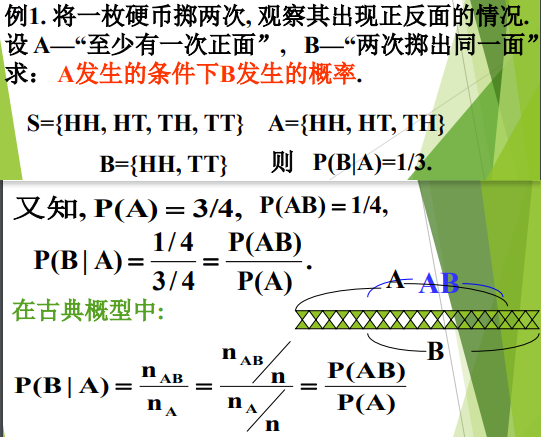 例1. 将一枚硬币掷两次, 观察其出现正反面的情况.
设 A—“至少有一次正面”, B—“两次掷出同一面”
求: A发生的条件下B发生的概率.
S={HH, HT, TH, TT} A={HH, HT, TH}
B={HH, TT} 则 P(B|A)=1/3.
又知, P(A) = 3/4, P(AB) = 1/4,
P(B | A) = \frac{1/4}{3/4} = \frac{P(AB)}{P(A)}.
A AB
在古典概型中:
B
P(B | A) = \frac{n_{AB}}{n_A} = \frac{n_{AB}/n}{n_A/n} = \frac{P(AB)}{P(A)}